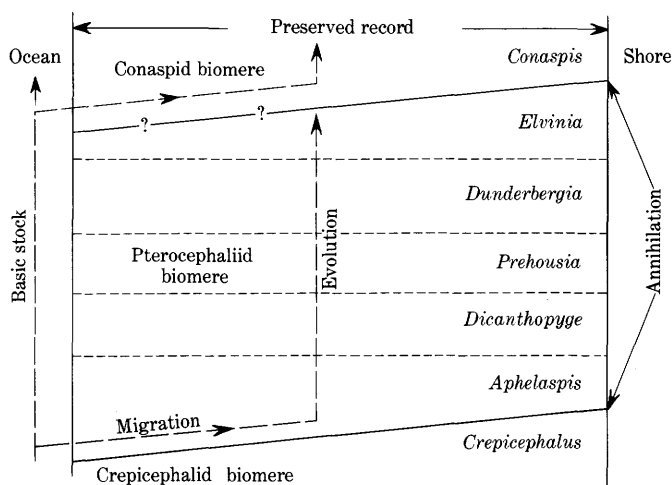 Preserved record
Ocean
Conaspid biomere
Conaspis
Shore
?
?
Elvinia
Dunderbergia
Basic stock
Pterocephaliid
biomere
Evolution
Prehousia
Annihilation
Dicanthopyge
Aphelaspis
Migration
Crepicephalus
Crepicephalid biomere